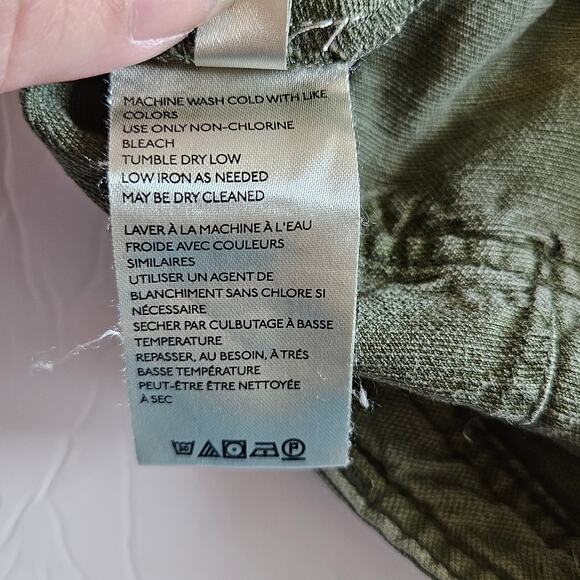 MACHINE WASH COLD WITH LIKE
COLORS
USE ONLY NON-CHLORINE
BLEACH
TUMBLE DRY LOW
LOW IRON AS NEEDED
MAY BE DRY CLEANED
LAVER À LA MACHINE À L'EAU
FROIDE AVEC COULEURS
SIMILAIRES
UTILISER UN AGENT DE
BLANCHIMENT SANS CHLORE SI
NÉCESSAIRE
SECHER PAR CULBUTAGE À BASSE
TEMPERATURE
REPASSER, AU BESOIN, À TRÉS
BASSE TEMPÉRATURE
PEUT-ÊTRE ÊTRE NETTOYÉE
À SEC
30 P